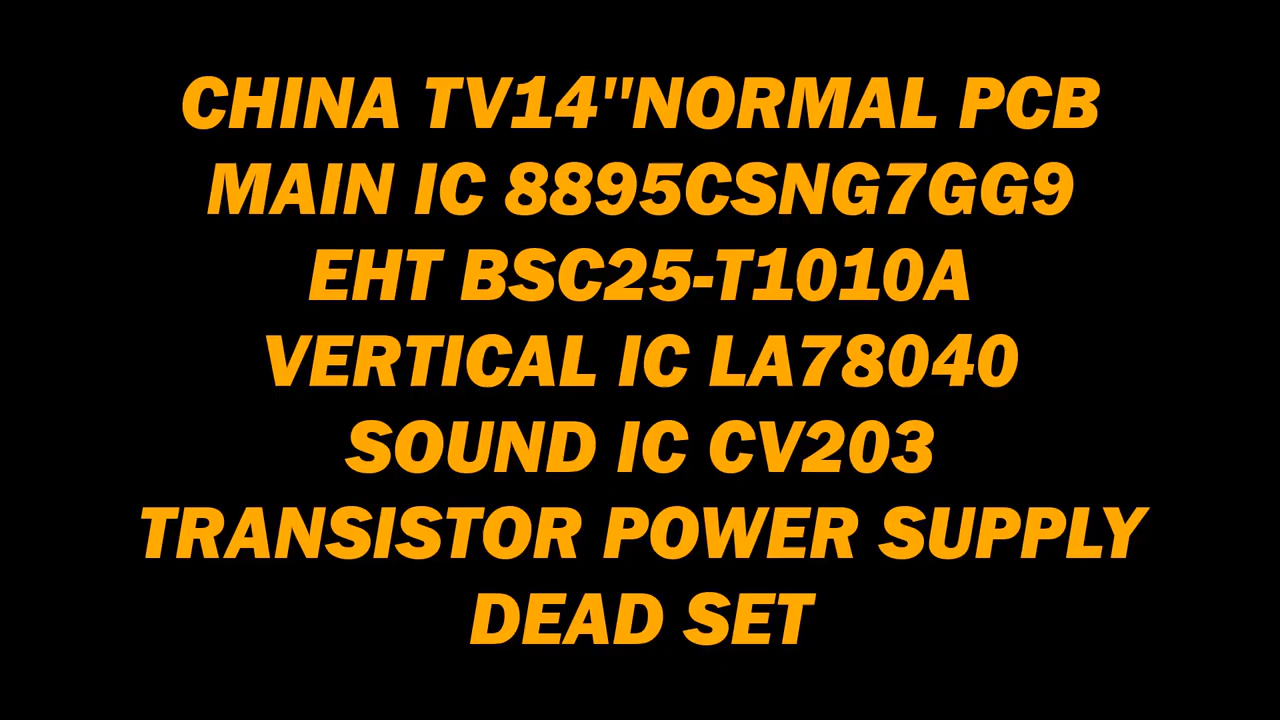 CHINA TV14"NORMAL PCB
MAIN IC 8895CSNG7GG9
EHT BSC25-T1010A
VERTICAL IC LA78040
SOUND IC CV203
TRANSISTOR POWER SUPPLY
DEAD SET